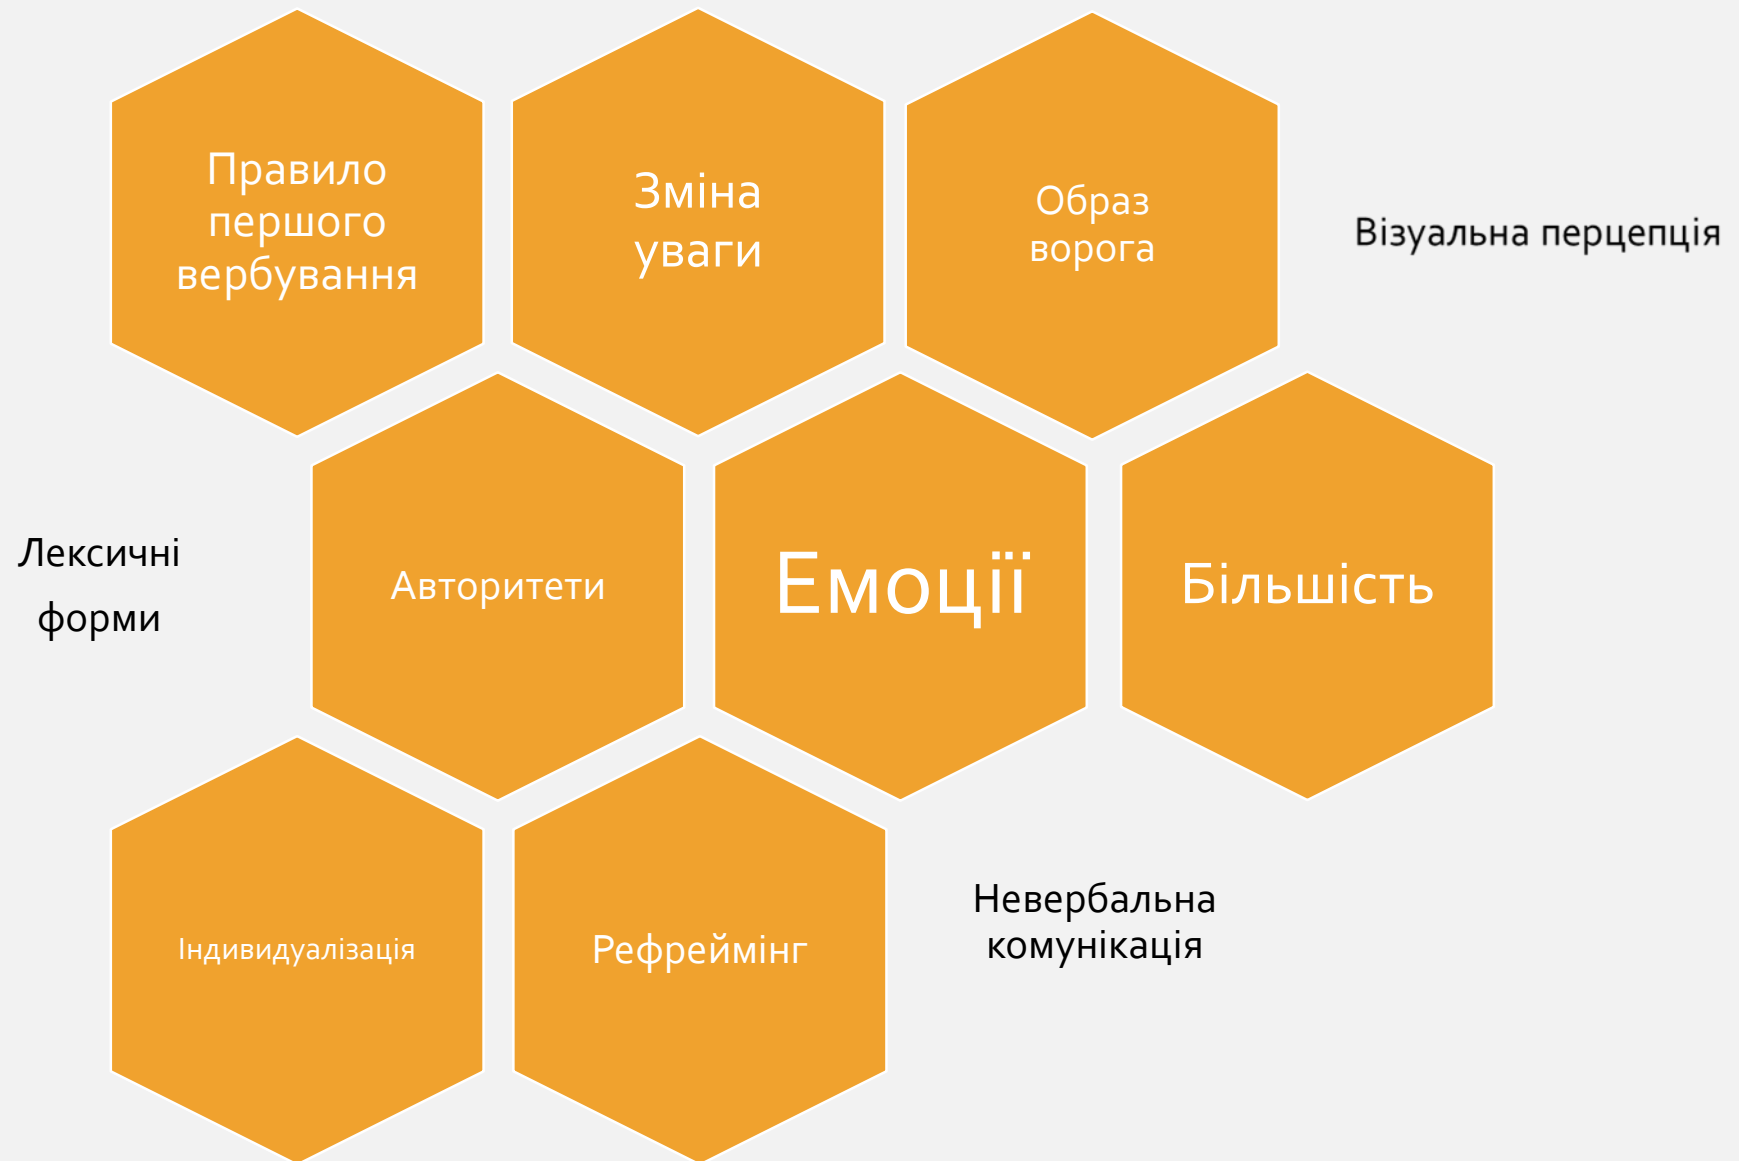 Правило
першого
вербування
Зміна
уваги
Образ
ворога
Візуальна перцепція
Лексичні
форми
Авторитети
Емоції
Більшість
Індивидуалізація
Рефреймінг
Невербальна
комунікація